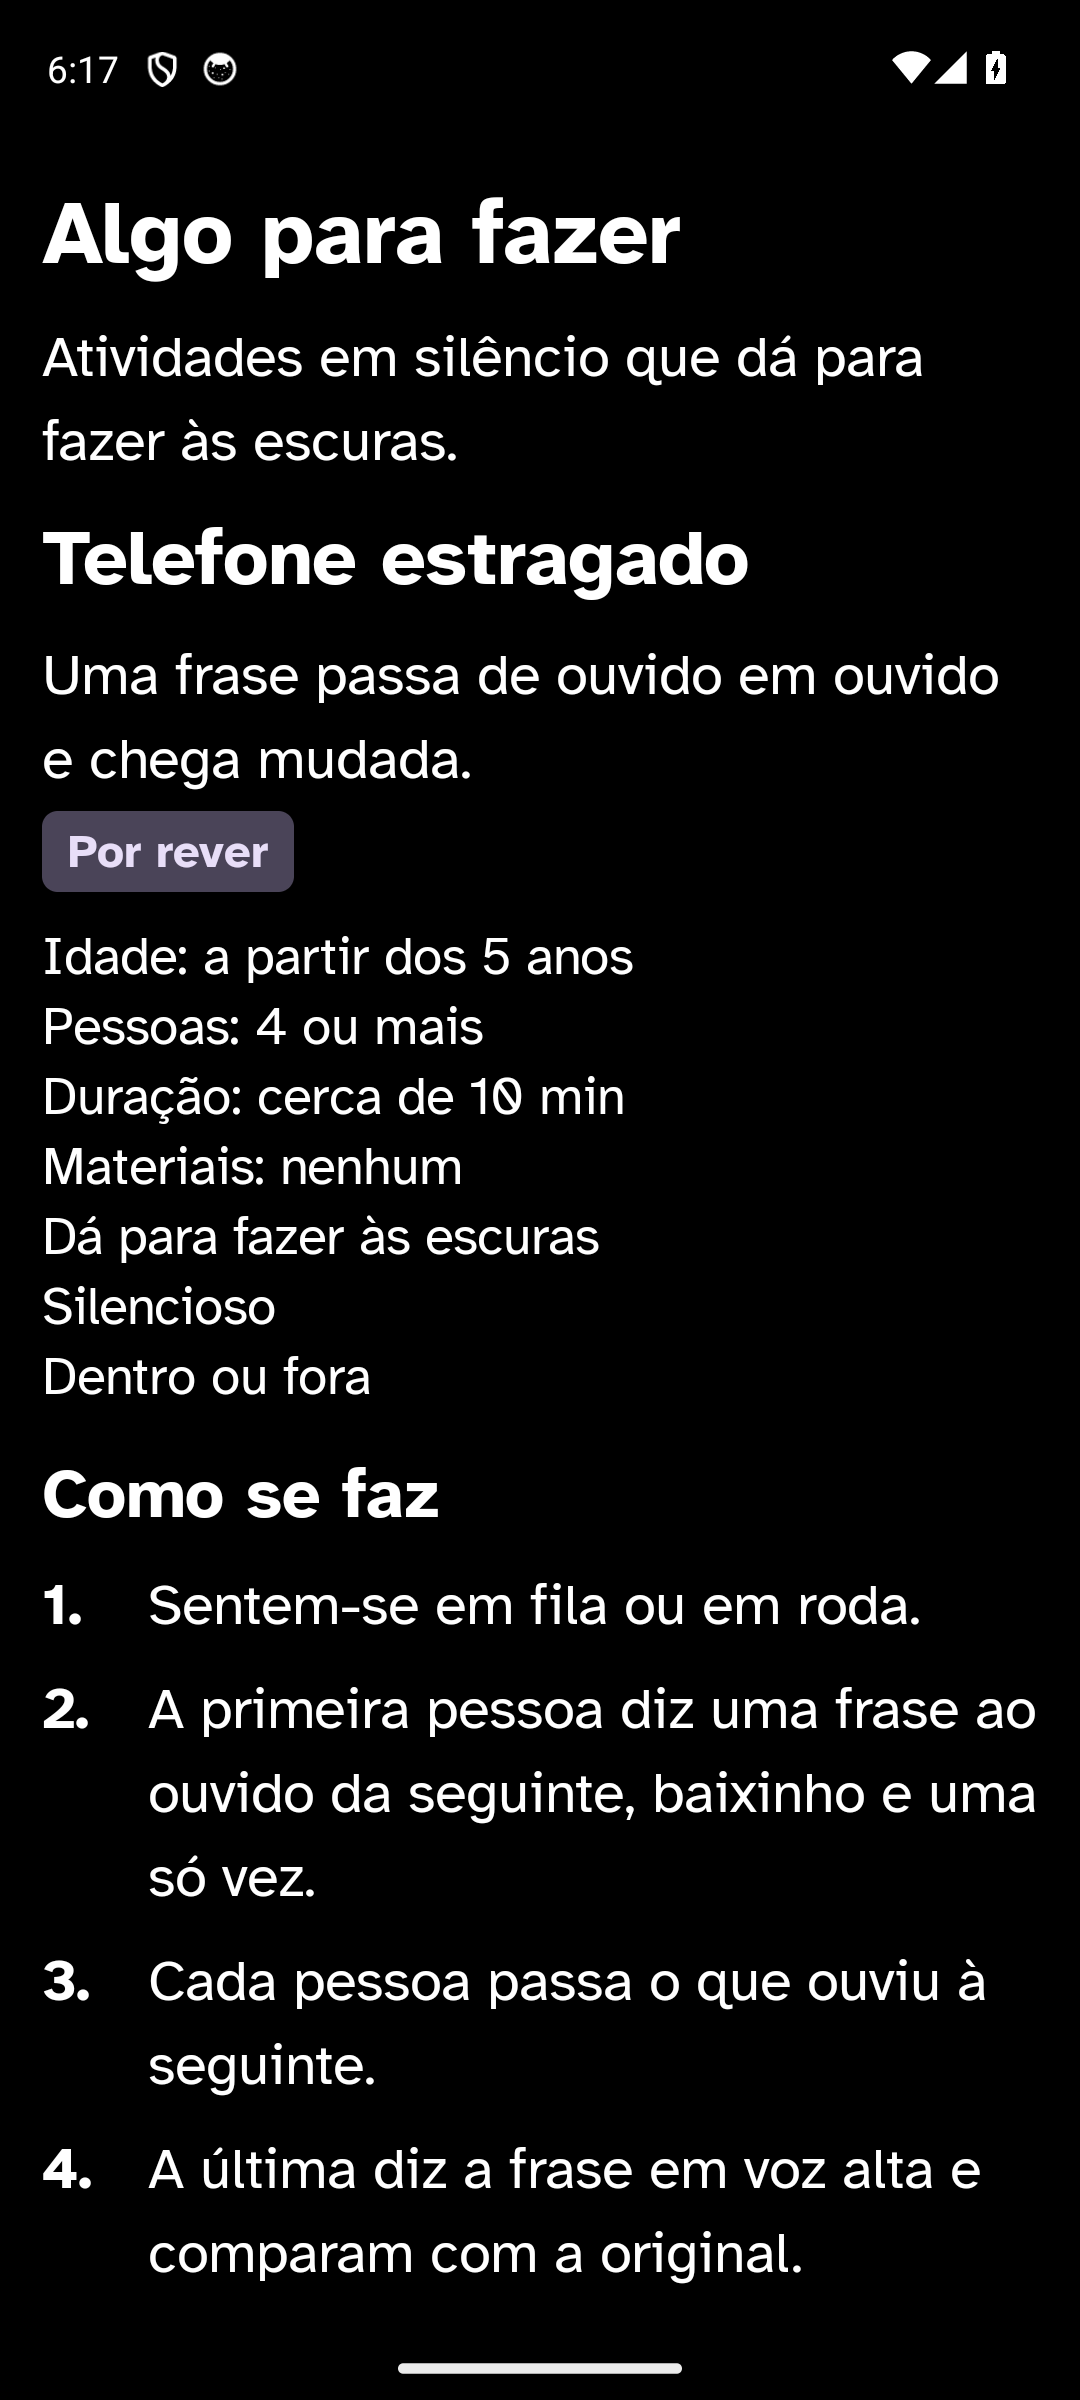 6:17
Algo para fazer
Atividades em silêncio que dá para
fazer às escuras.
Telefone estragado
Uma frase passa de ouvido em ouvido
e chega mudada.
Por rever
Idade: a partir dos 5 anos
Pessoas: 4 ou mais
Duração: cerca de 10 min
Materiais: nenhum
Dá para fazer às escuras
Silencioso
Dentro ou fora
Como se faz
1. Sentem-se em fila ou em roda.
2. A primeira pessoa diz uma frase ao
ouvido da seguinte, baixinho e uma
só vez.
3. Cada pessoa passa o que ouviu à
seguinte.
4. A última diz a frase em voz alta e
comparam com a original.